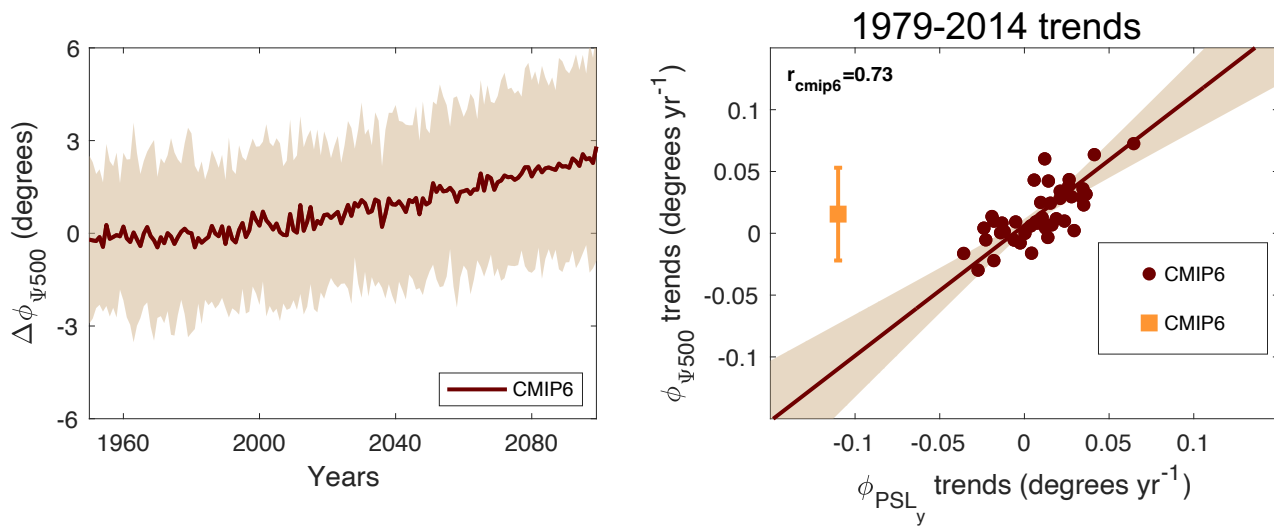 6
3
0
-3
-6
Δϕ_Ψ500 (degrees)
1960 2000 2040 2080
Years
CMIP6
1979-2014 trends
r_cmip6=0.73
0.1
0.05
0
-0.05
-0.1
ϕ_Ψ500 trends (degrees yr⁻¹)
CMIP6
CMIP6
-0.1 -0.05 0 0.05 0.1
ϕ_PSL_y trends (degrees yr⁻¹)